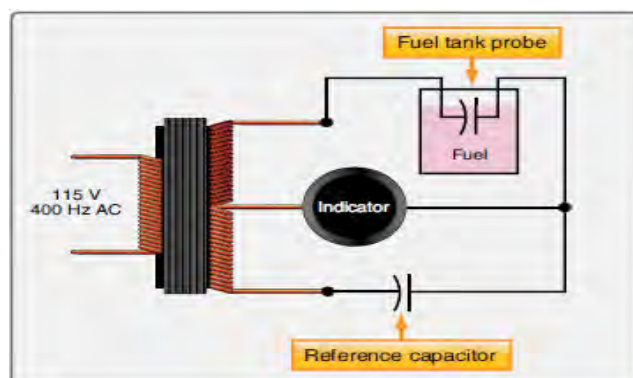 Fuel tank probe
Fuel
115 V
400 Hz AC
Indicator
Reference capacitor